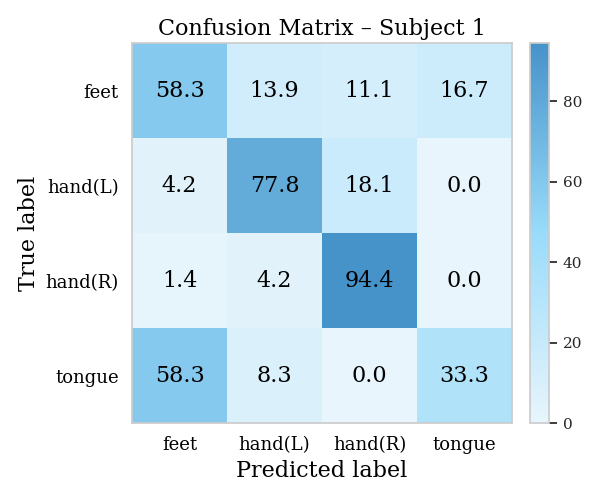 Confusion Matrix – Subject 1
feet 58.3 13.9 11.1 16.7
hand(L) 4.2 77.8 18.1 0.0
hand(R) 1.4 4.2 94.4 0.0
tongue 58.3 8.3 0.0 33.3
feet hand(L) hand(R) tongue
Predicted label
True label
80
60
40
20
0